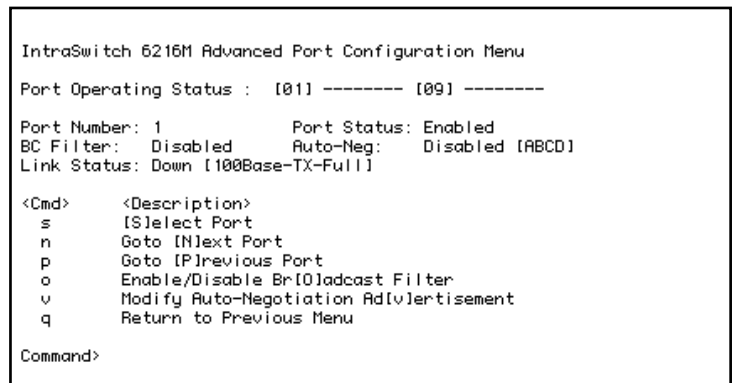 IntraSwitch 6216M Advanced Port Configuration Menu
Port Operating Status :  [01] -------- [09] --------
Port Number: 1                Port Status: Enabled
BC Filter:   Disabled         Auto-Neg:    Disabled [ABCD]
Link Status: Down [100Base-TX-Full]
<Cmd>     <Description>
s         [S]elect Port
n         Goto [N]ext Port
p         Goto [P]revious Port
o         Enable/Disable Br[O]adcast Filter
v         Modify Auto-Negotiation Ad[v]ertisement
q         Return to Previous Menu
Command>